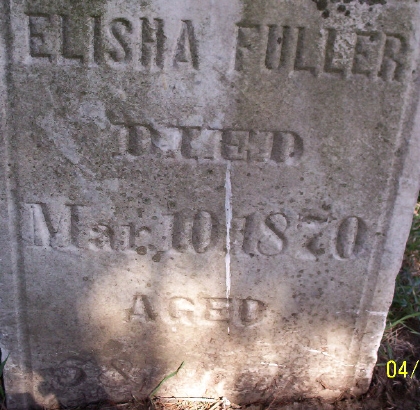 ELISHA FULLER
DIED
Mar. 10, 1870
AGED
04/